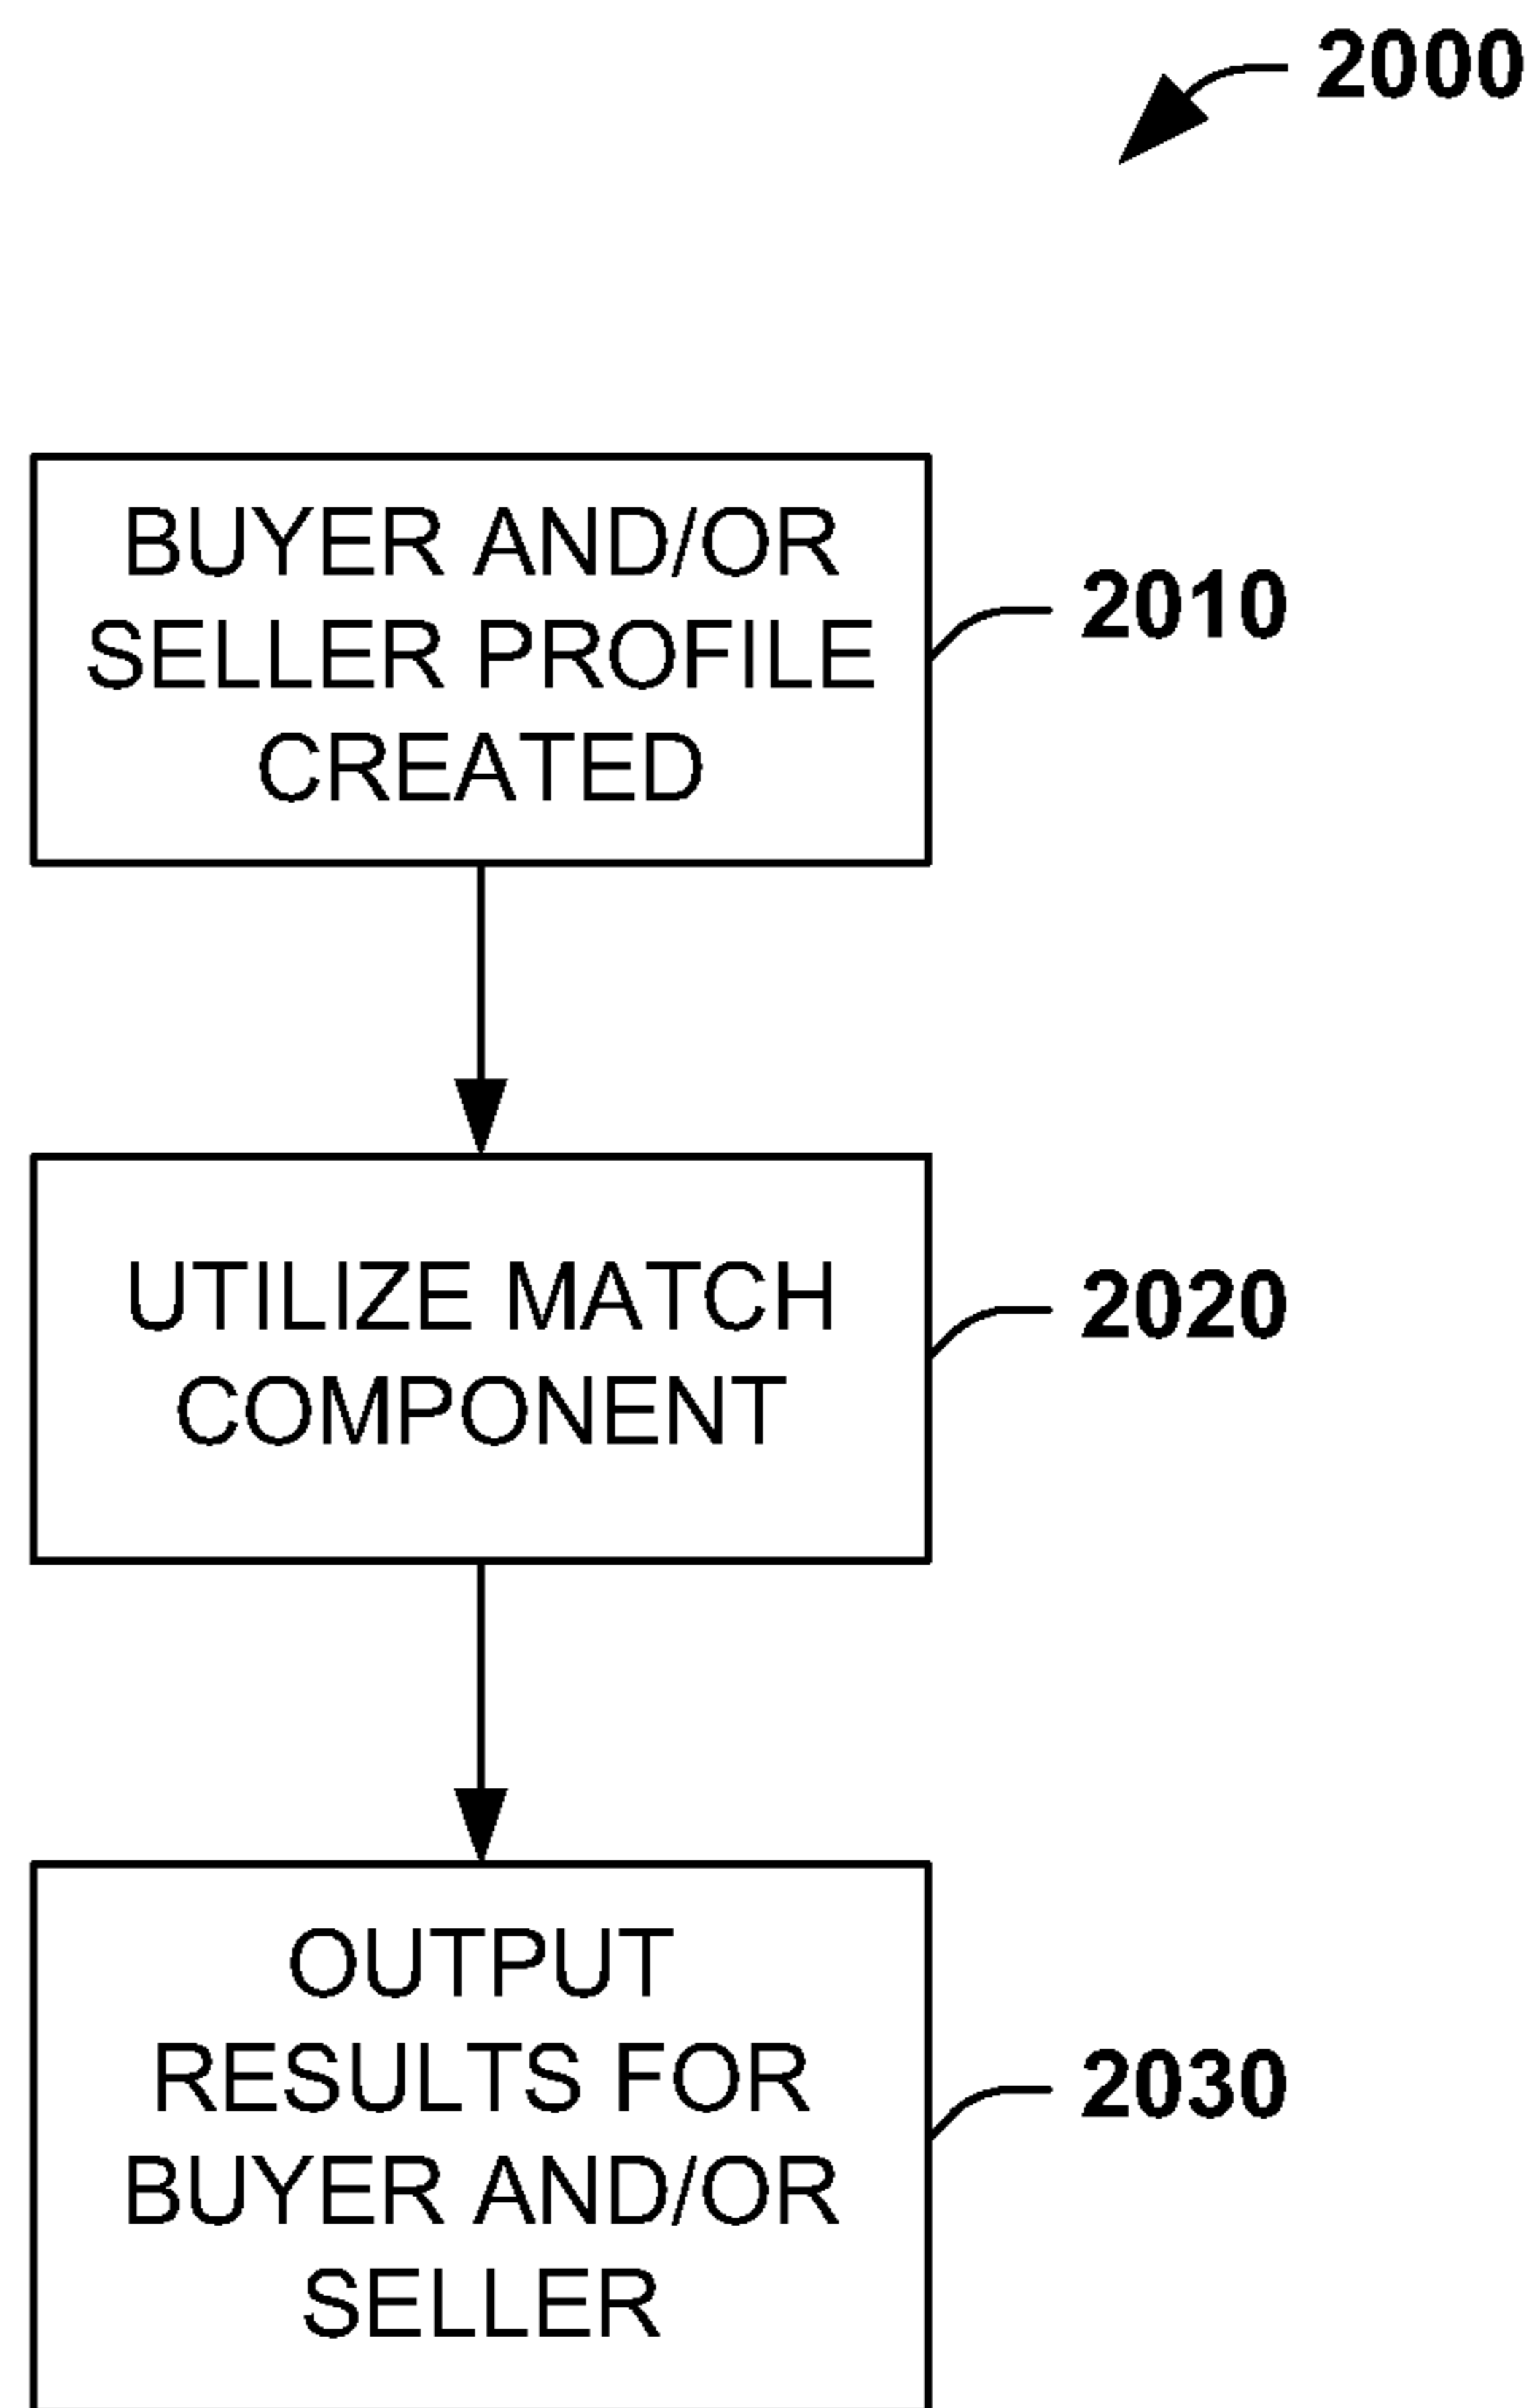 2000
BUYER AND/OR
SELLER PROFILE
CREATED
2010
UTILIZE MATCH
COMPONENT
2020
OUTPUT
RESULTS FOR
BUYER AND/OR
SELLER
2030